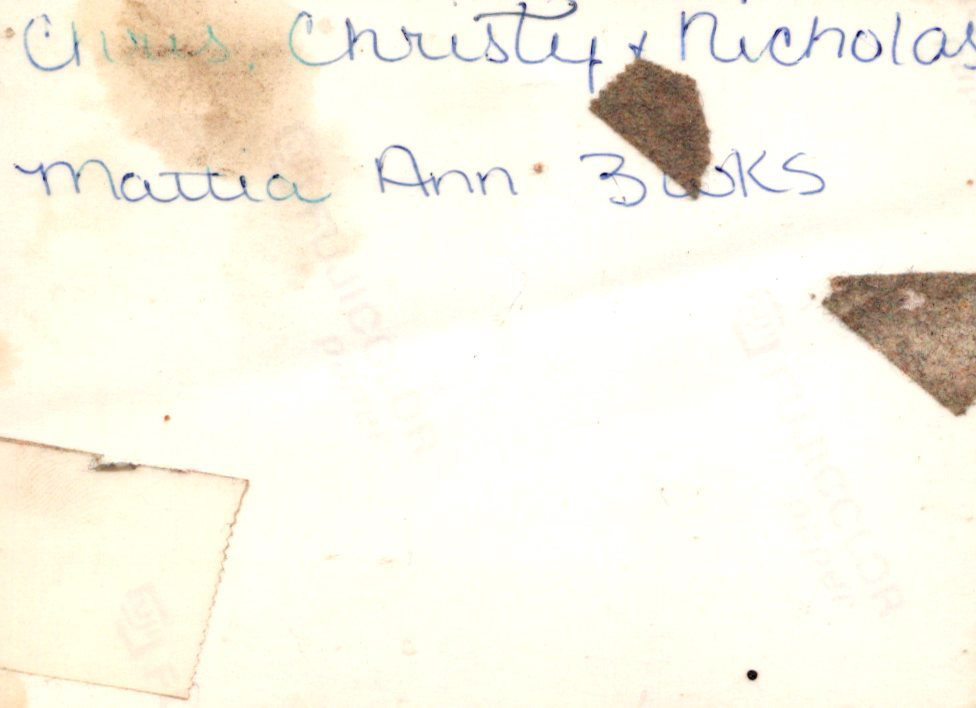 Chris, Christy & Nicholas
Mattia Ann